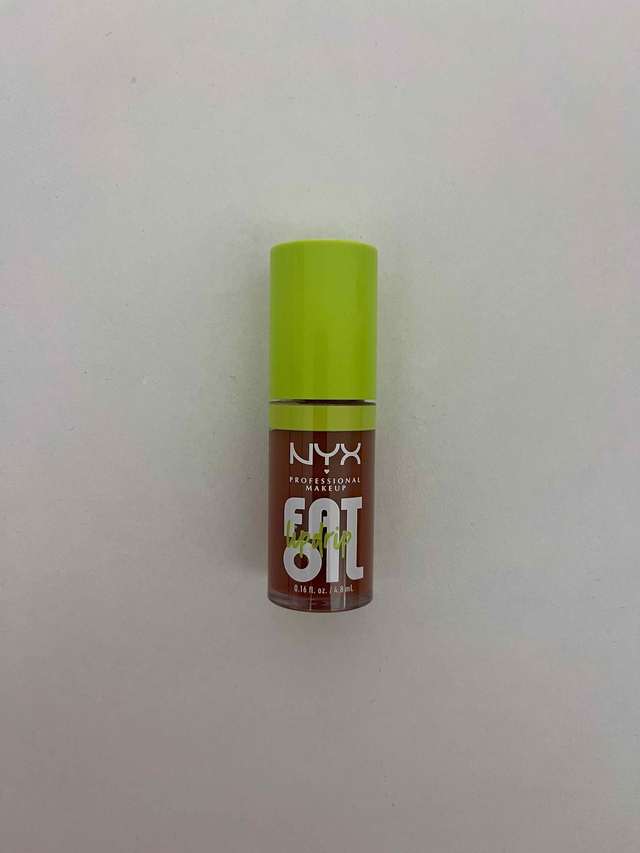 NYX
PROFESSIONAL
MAKEUP
FAT
lip drip
OIL
0.16 fl. oz. / 4.8 mL